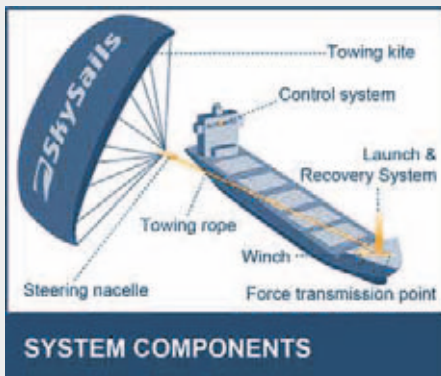 SkySails
Towing kite
Control system
Launch &
Recovery System
Towing rope
Winch
Steering nacelle
Force transmission point
SYSTEM COMPONENTS